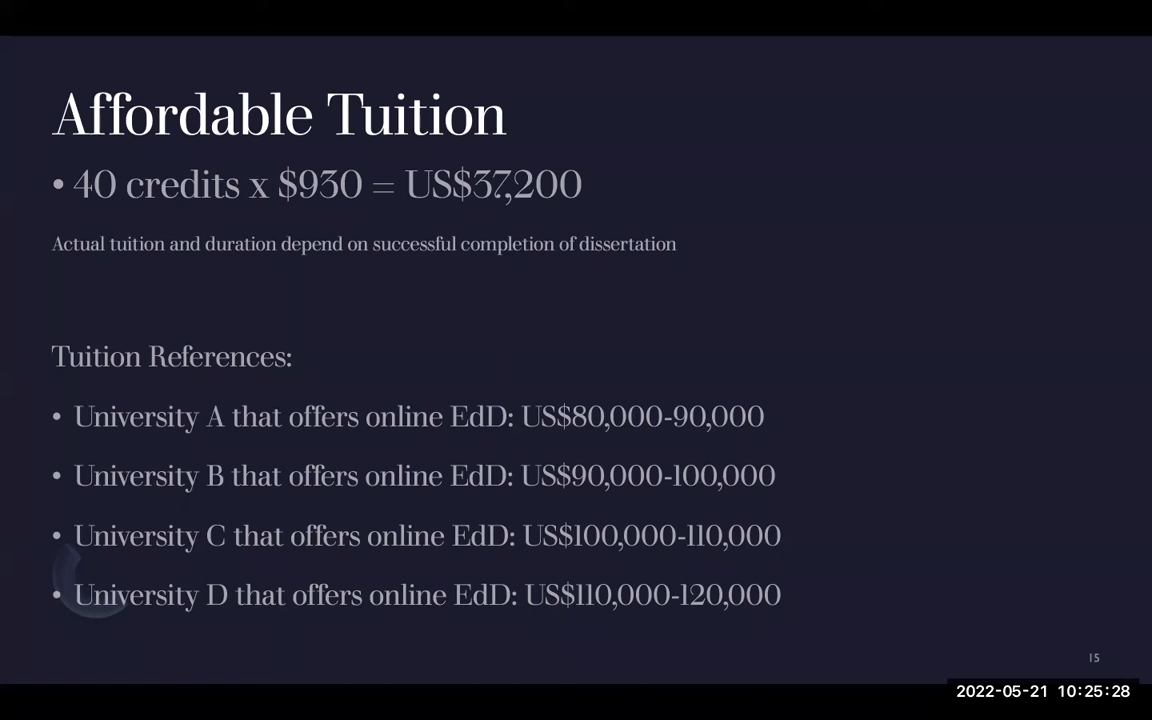 Affordable Tuition
• 40 credits x $930 = US$37,200
Actual tuition and duration depend on successful completion of dissertation
Tuition References:
• University A that offers online EdD: US$80,000-90,000
• University B that offers online EdD: US$90,000-100,000
• University C that offers online EdD: US$100,000-110,000
• University D that offers online EdD: US$110,000-120,000
15
2022-05-21 10:25:28